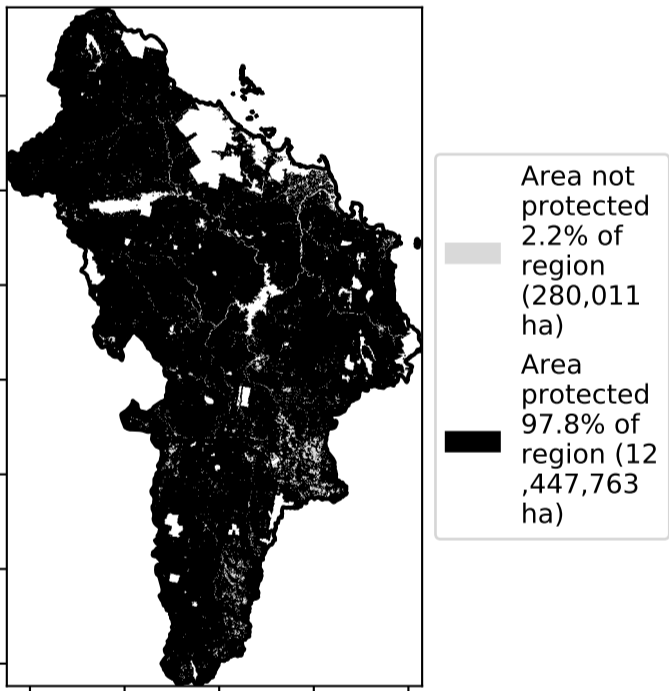 Area not
protected
2.2% of
region
(280,011
ha)
Area
protected
97.8% of
region (12
,447,763
ha)